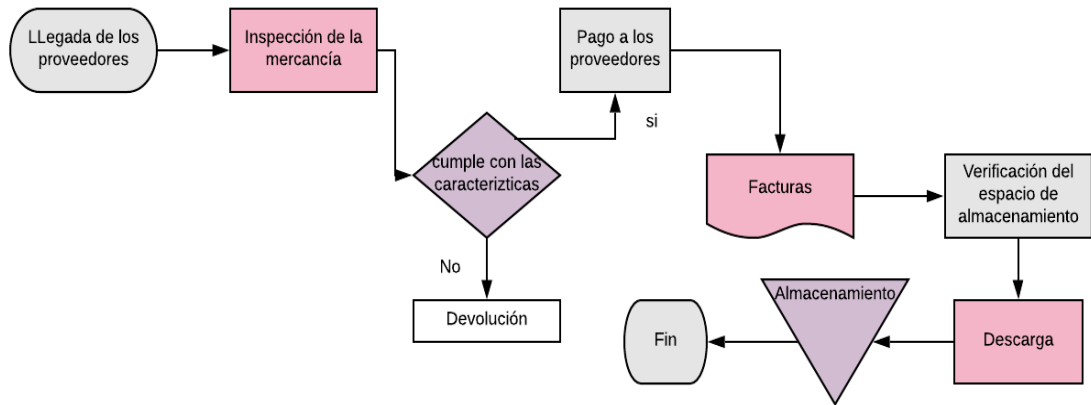 LLegada de los
proveedores
Inspección de la
mercancía
Pago a los
proveedores
si
cumple con las
caracterizticas
No
Devolución
Facturas
Verificación del
espacio de
almacenamiento
Descarga
Almacenamiento
Fin